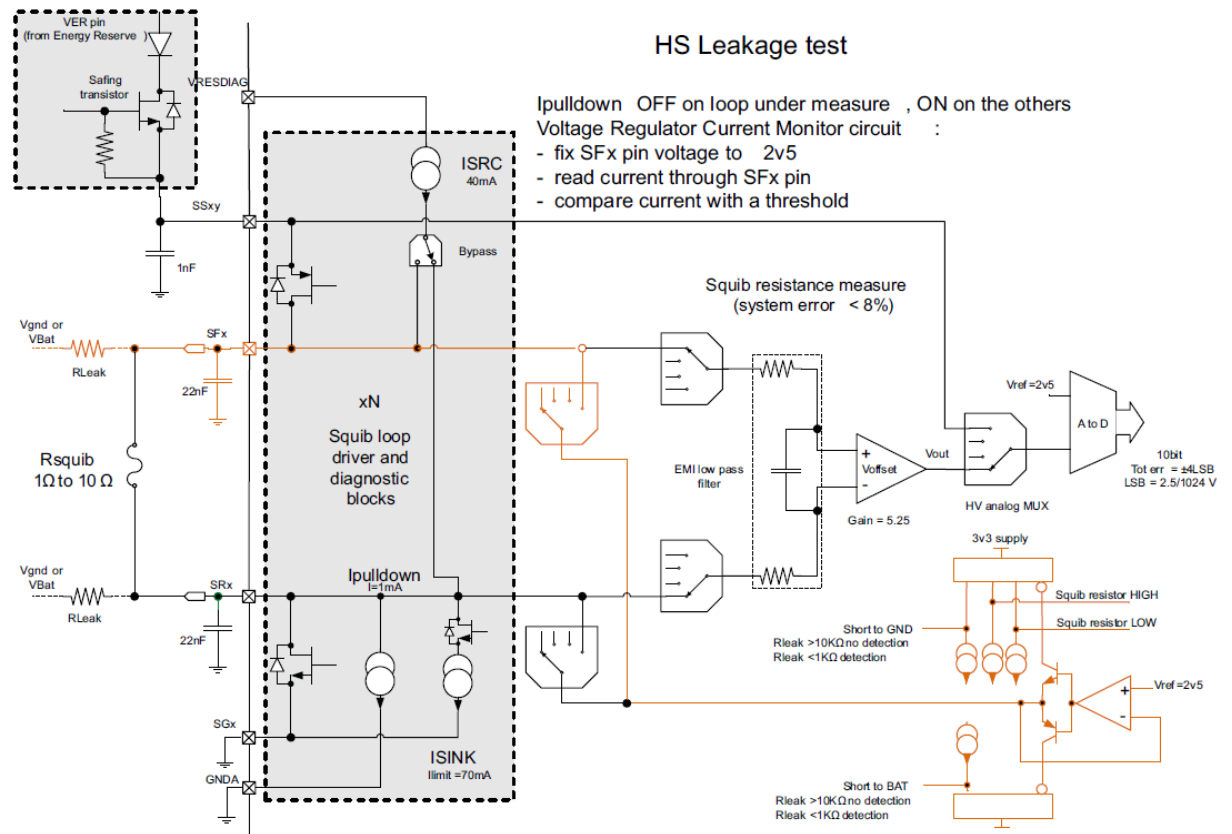 VER pin
(from Energy Reserve )
Safing
transistor
VRESDIAG
HS Leakage test
Ipulldown OFF on loop under measure , ON on the others
Voltage Regulator Current Monitor circuit :
- fix SFx pin voltage to 2v5
- read current through SFx pin
- compare current with a threshold
ISRC
40mA
SSxy
Bypass
1nF
Squib resistance measure
(system error < 8%)
Vgnd or
VBat
SFx
RLeak
22nF
xN
Squib loop
driver and
diagnostic
blocks
Vref=2v5
A to D
Rsquib
1Ω to 10 Ω
EMI low pass
filter
+
Voffset
-
Vout
Gain = 5.25
HV analog MUX
10bit
Tot err = ±4LSB
LSB = 2.5/1024 V
3v3 supply
Vgnd or
VBat
SRx
RLeak
22nF
Ipulldown
I=1mA
Squib resistor HIGH
Squib resistor LOW
Short to GND
Rleak >10KΩ no detection
Rleak <1KΩ detection
+
-
Vref=2v5
SGx
ISINK
Ilimit =70mA
GNDA
Short to BAT
Rleak >10KΩ no detection
Rleak <1KΩ detection